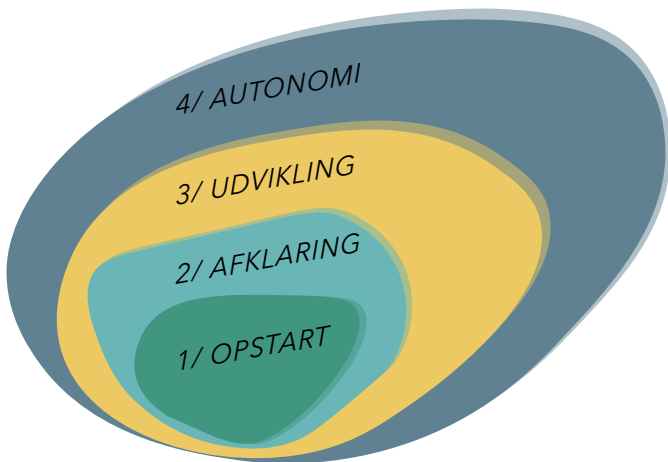 4/ AUTONOMI
3/ UDVIKLING
2/ AFKLARING
1/ OPSTART